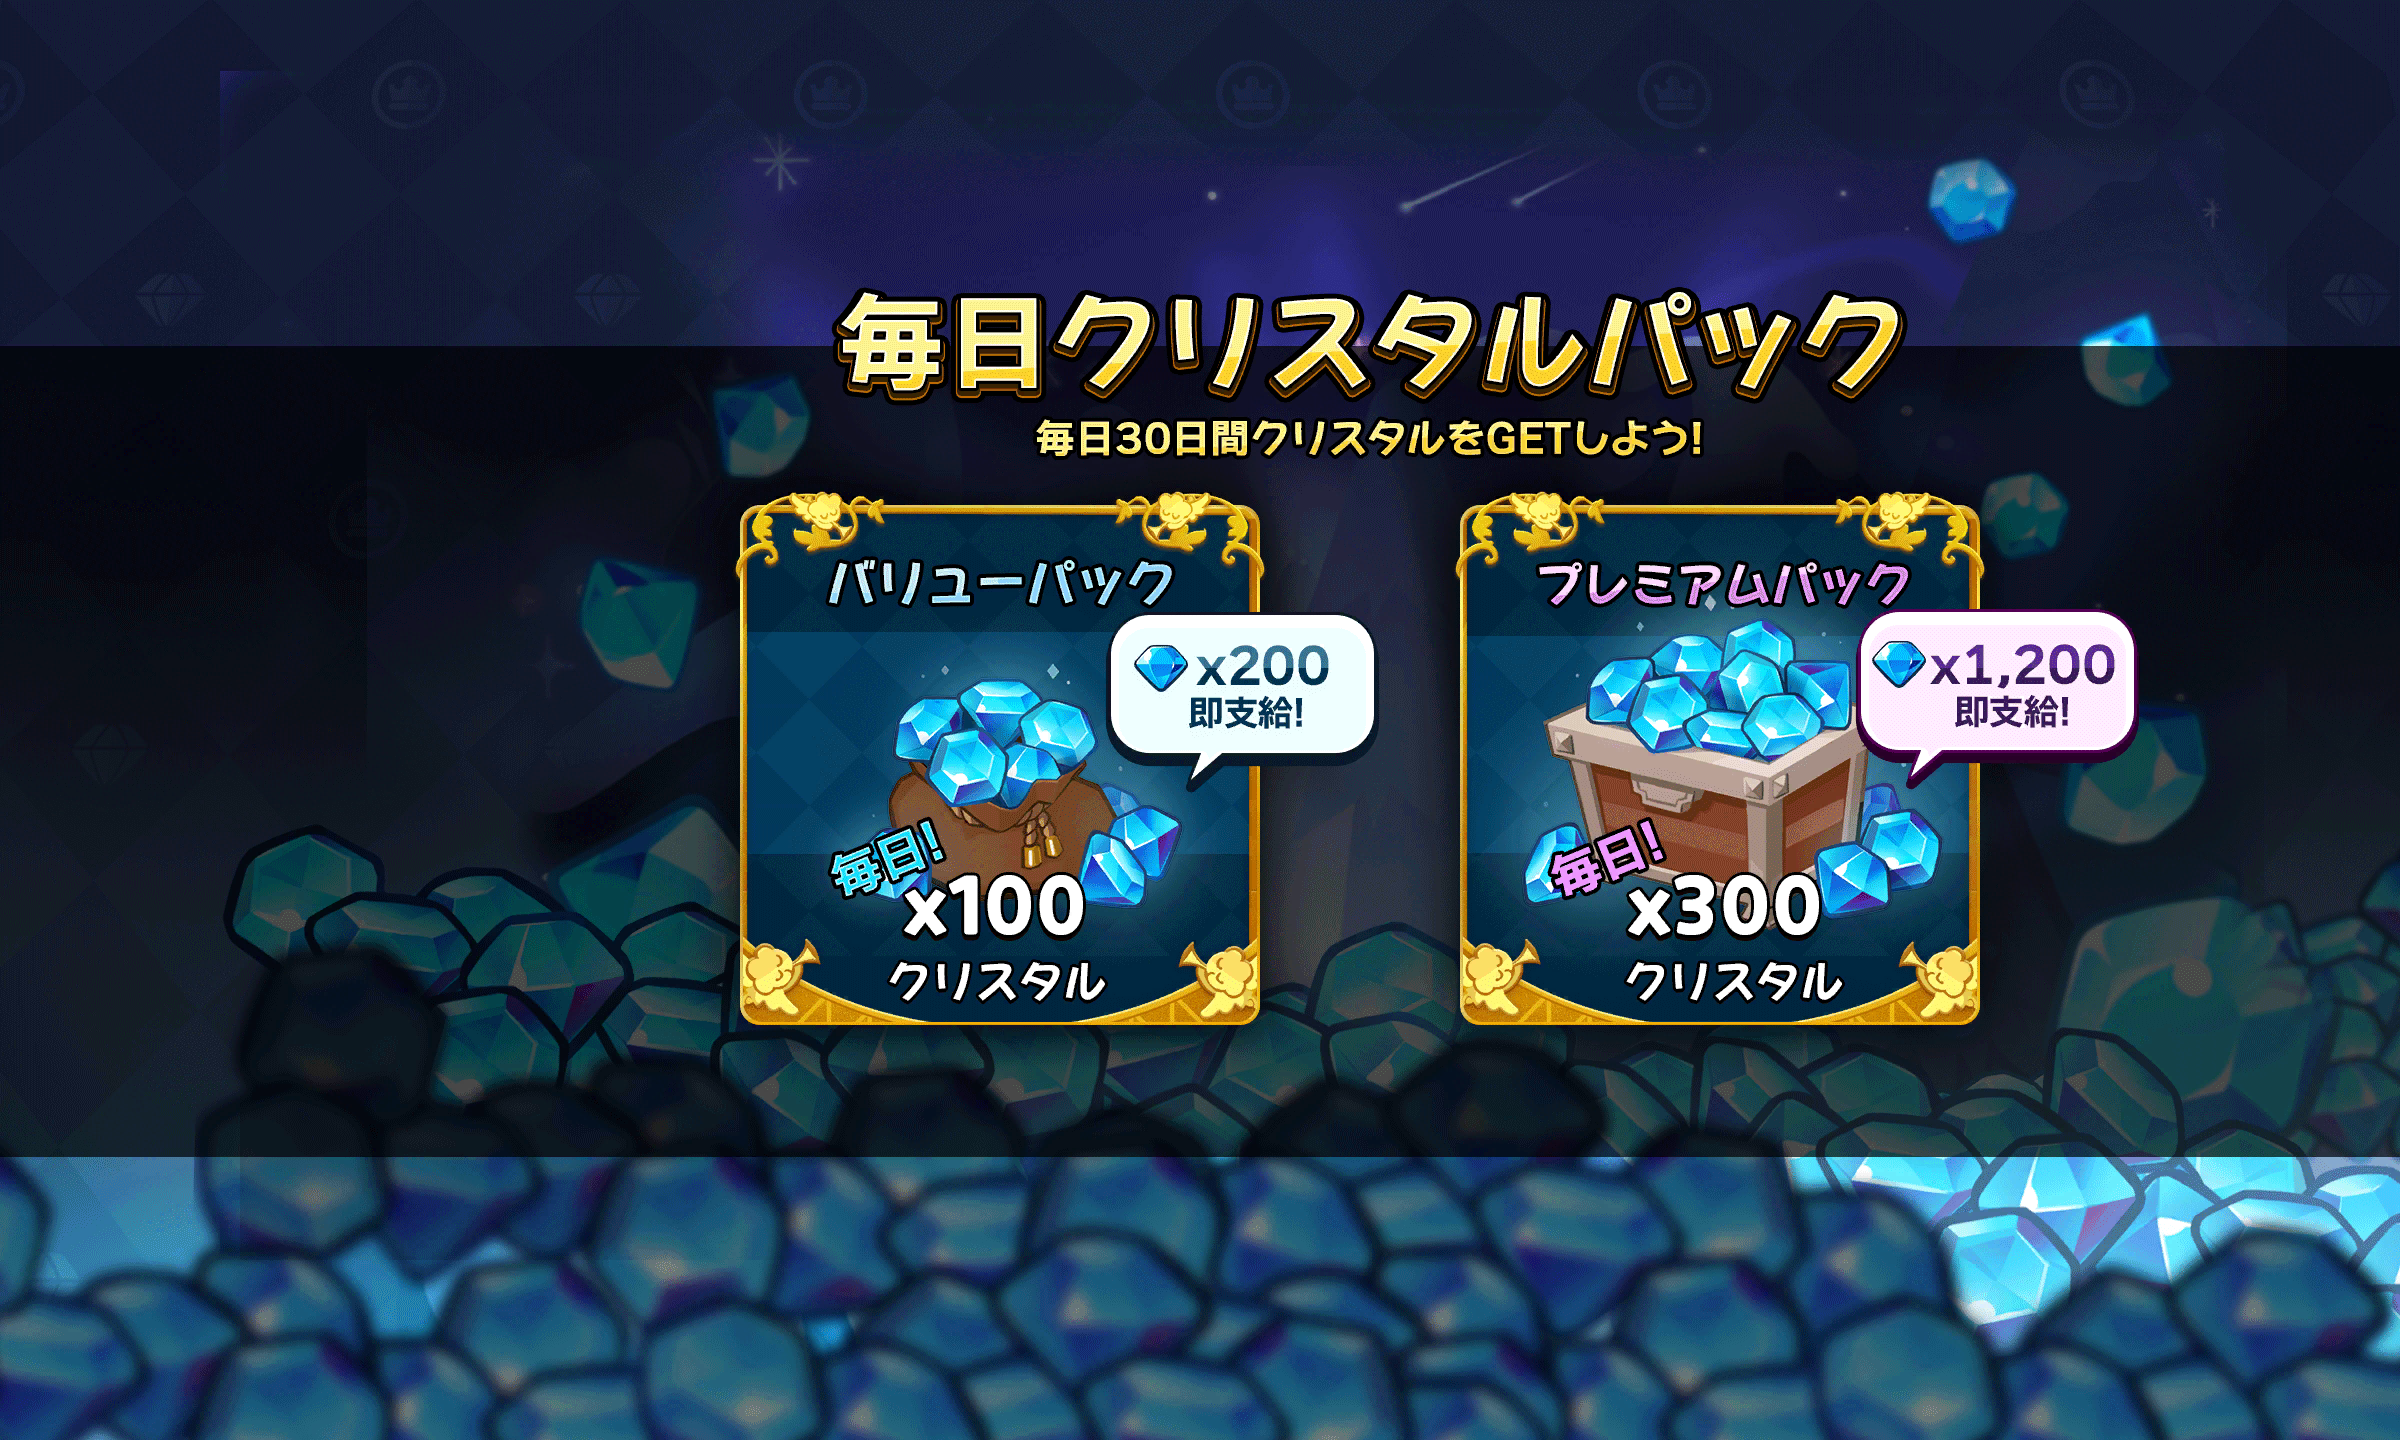 毎日クリスタルパック
毎日30日間クリスタルをGETしよう!
バリューパック
x200
即支給!
毎日!
x100
クリスタル
プレミアムパック
x1,200
即支給!
毎日!
x300
クリスタル